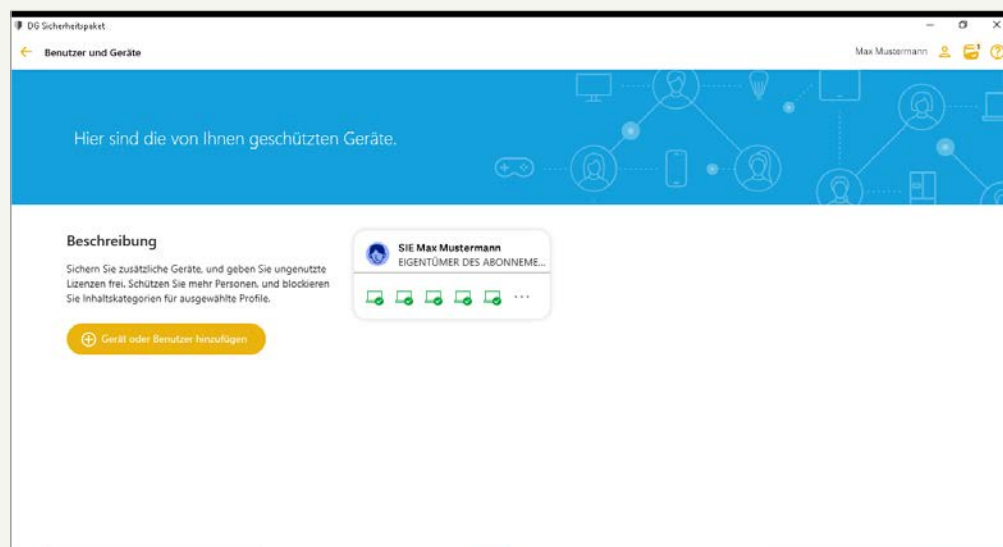 DG Sicherheitspaket
Benutzer und Geräte
Max Mustermann
1
Hier sind die von Ihnen geschützten Geräte.
Beschreibung
Sichern Sie zusätzliche Geräte, und geben Sie ungenutzte
Lizenzen frei. Schützen Sie mehr Personen, und blockieren
Sie Inhaltskategorien für ausgewählte Profile.
Gerät oder Benutzer hinzufügen
SIE Max Mustermann
EIGENTÜMER DES ABONNEME...